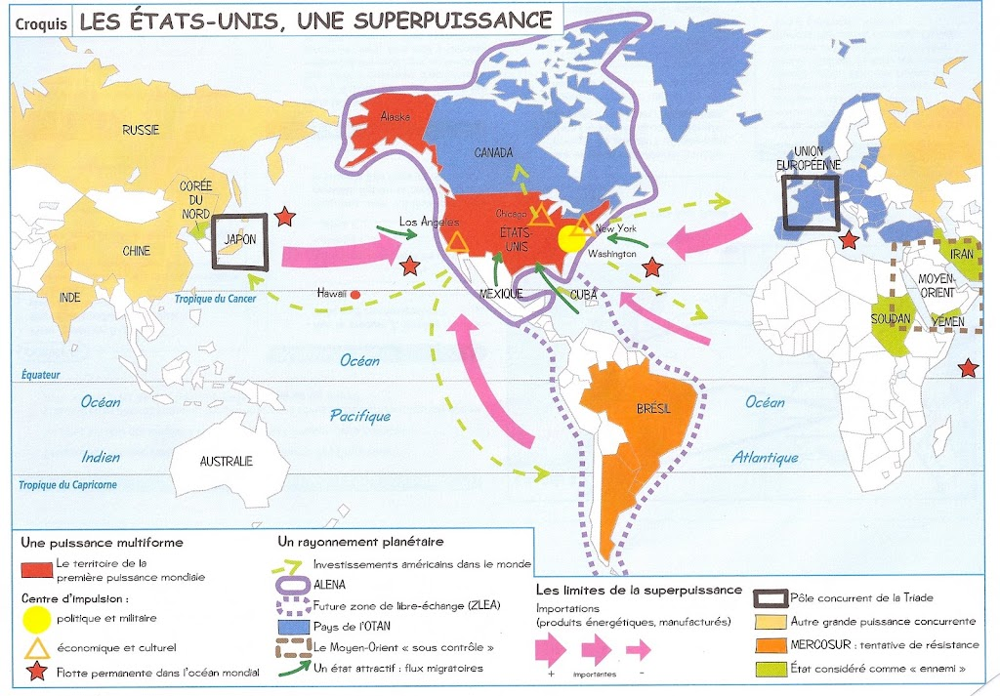 Croquis LES ÉTATS-UNIS, UNE SUPERPUISSANCE
RUSSIE
Alaska
CANADA
UNION
EUROPÉENNE
CORÉE
DU
NORD
JAPON
CHINE
INDE
Los Angeles
Chicago
ÉTATS-
UNIS
New York
Washington
Hawaii
MEXIQUE
CUBA
IRAN
MOYEN-
ORIENT
SOUDAN
YÉMEN
Tropique du Cancer
Équateur
Océan
Pacifique
Océan
Indien
Océan
Atlantique
BRÉSIL
AUSTRALIE
Tropique du Capricorne
Une puissance multiforme
Le territoire de la
première puissance mondiale
Centre d'impulsion :
politique et militaire
économique et culturel
Flotte permanente dans l'océan mondial
Un rayonnement planétaire
Investissements américains dans le monde
ALENA
Future zone de libre-échange (ZLEA)
Pays de l'OTAN
Le Moyen-Orient « sous contrôle »
Un état attractif : flux migratoires
Les limites de la superpuissance
Importations
(produits énergétiques, manufacturés)
+ importantes -
Pôle concurrent de la Triade
Autre grande puissance concurrente
MERCOSUR : tentative de résistance
État considéré comme « ennemi »